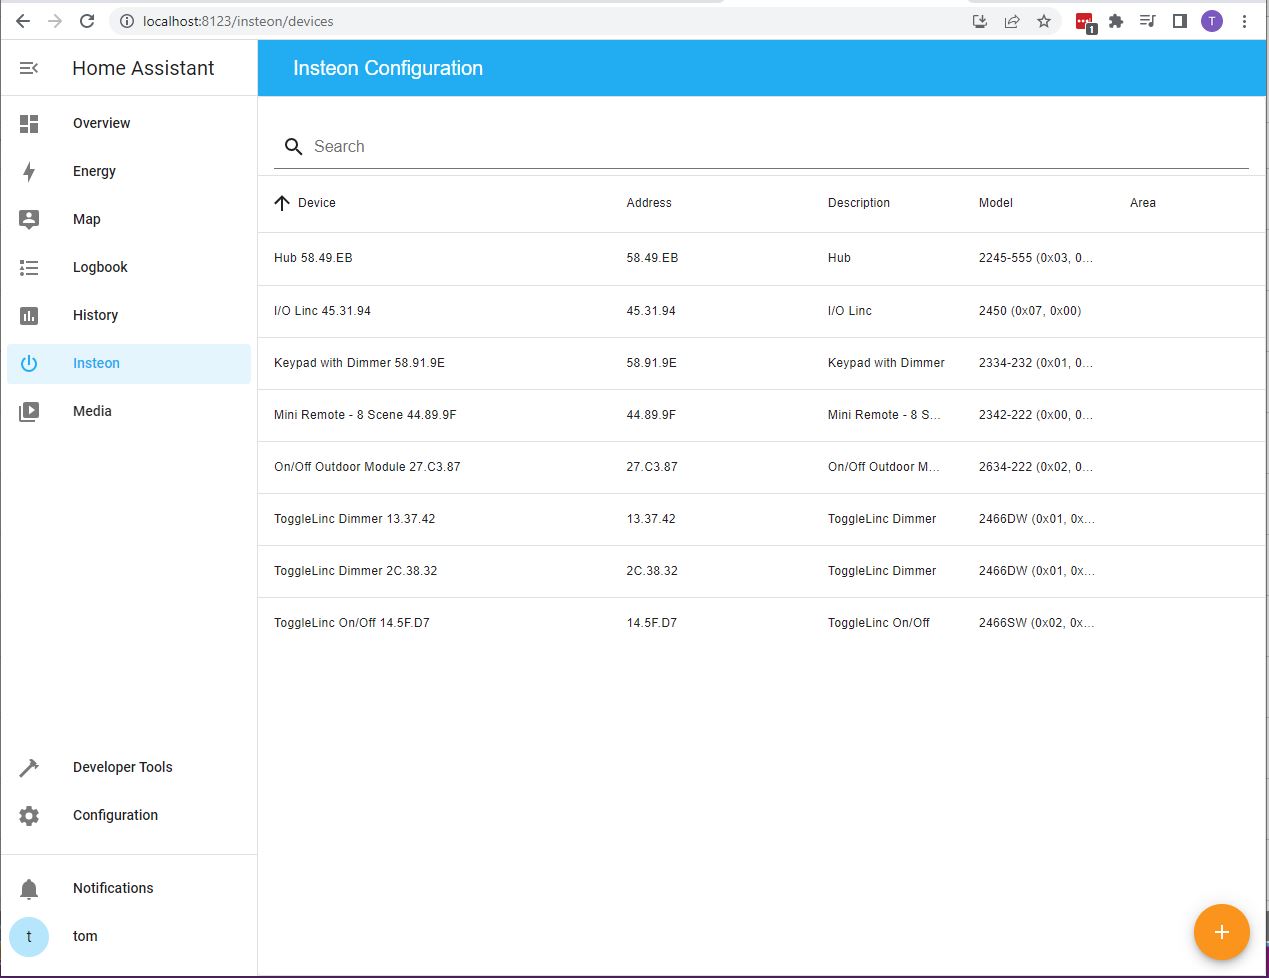 localhost:8123/insteon/devices
1
T
Home Assistant
Insteon Configuration
Overview
Energy
Map
Logbook
History
Insteon
Media
Developer Tools
Configuration
Notifications
t
tom
Search
Device Address Description Model Area
Hub 58.49.EB 58.49.EB Hub 2245-555 (0x03, 0...
I/O Linc 45.31.94 45.31.94 I/O Linc 2450 (0x07, 0x00)
Keypad with Dimmer 58.91.9E 58.91.9E Keypad with Dimmer 2334-232 (0x01, 0...
Mini Remote - 8 Scene 44.89.9F 44.89.9F Mini Remote - 8 S... 2342-222 (0x00, 0...
On/Off Outdoor Module 27.C3.87 27.C3.87 On/Off Outdoor M... 2634-222 (0x02, 0...
ToggleLinc Dimmer 13.37.42 13.37.42 ToggleLinc Dimmer 2466DW (0x01, 0x...
ToggleLinc Dimmer 2C.38.32 2C.38.32 ToggleLinc Dimmer 2466DW (0x01, 0x...
ToggleLinc On/Off 14.5F.D7 14.5F.D7 ToggleLinc On/Off 2466SW (0x02, 0x...